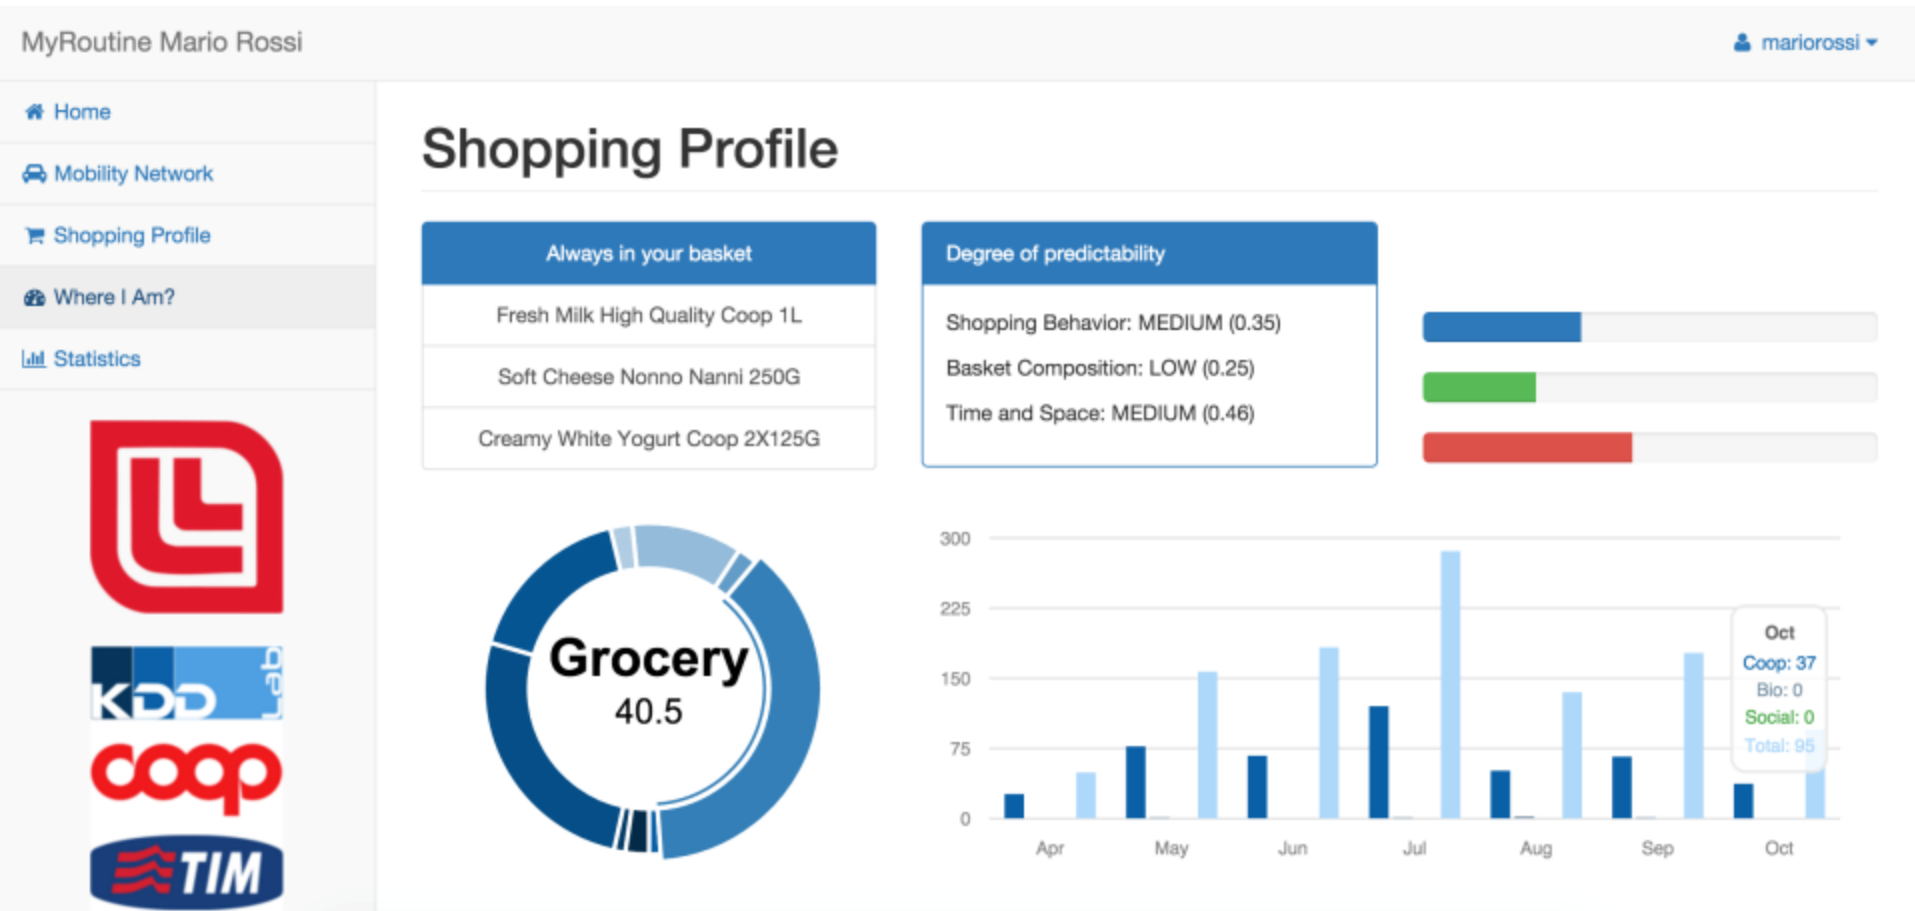 MyRoutine Mario Rossi
mariorossi
Home
Mobility Network
Shopping Profile
Where I Am?
Statistics
KDD Lab
coop
TIM
Shopping Profile
Always in your basket
Fresh Milk High Quality Coop 1L
Soft Cheese Nonno Nanni 250G
Creamy White Yogurt Coop 2X125G
Degree of predictability
Shopping Behavior: MEDIUM (0.35)
Basket Composition: LOW (0.25)
Time and Space: MEDIUM (0.46)
Grocery
40.5
300
225
150
75
0
Apr May Jun Jul Aug Sep Oct
Oct
Coop: 37
Bio: 0
Social: 0
Total: 95